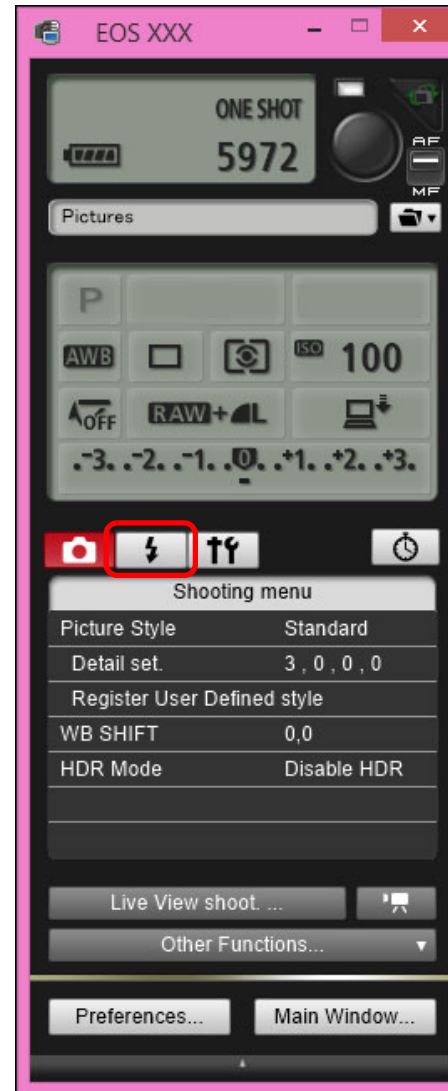 EOS XXX
ONE SHOT
5972
AF
MF
Pictures
P
AWB ISO 100
OFF RAW+L
.-3. .-2. .-1. .0. .+1. .+2. .+3.
Shooting menu
Picture Style Standard
Detail set. 3 , 0 , 0 , 0
Register User Defined style
WB SHIFT 0,0
HDR Mode Disable HDR
Live View shoot. ...
Other Functions...
Preferences... Main Window...